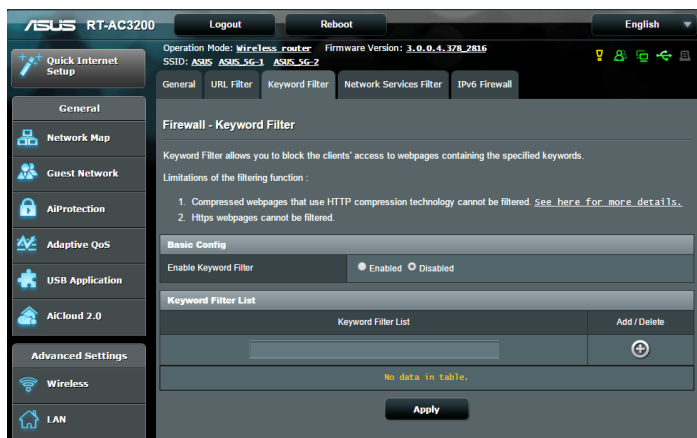 ASUS RT-AC3200 Logout Reboot English
Operation Mode: Wireless router Firmware Version: 3.0.0.4.378_2816
SSID: ASUS ASUS_5G-1 ASUS_5G-2
Quick Internet
Setup
General
Network Map
Guest Network
AiProtection
Adaptive QoS
USB Application
AiCloud 2.0
Advanced Settings
Wireless
LAN
General URL Filter Keyword Filter Network Services Filter IPv6 Firewall
Firewall - Keyword Filter
Keyword Filter allows you to block the clients' access to webpages containing the specified keywords.
Limitations of the filtering function :
1. Compressed webpages that use HTTP compression technology cannot be filtered. See here for more details.
2. Https webpages cannot be filtered.
Basic Config
Enable Keyword Filter Enabled Disabled
Keyword Filter List
Keyword Filter List Add / Delete
No data in table.
Apply